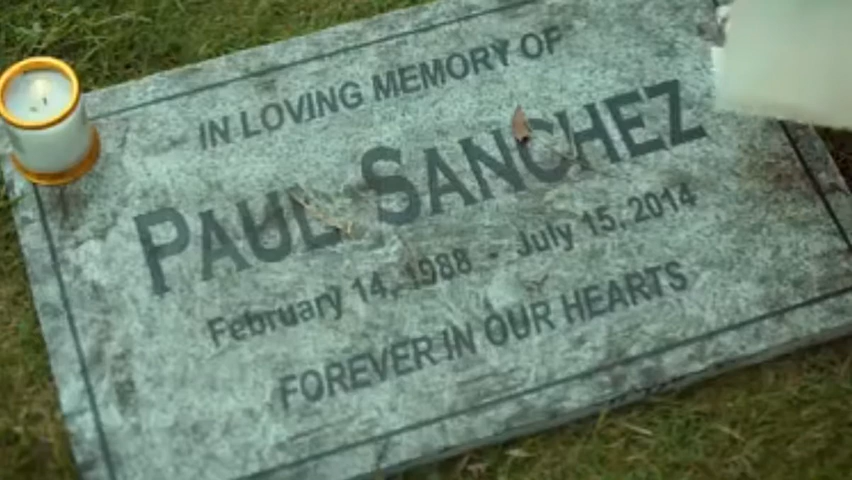 IN LOVING MEMORY OF
PAUL SANCHEZ
February 14, 1988 - July 15, 2014
FOREVER IN OUR HEARTS